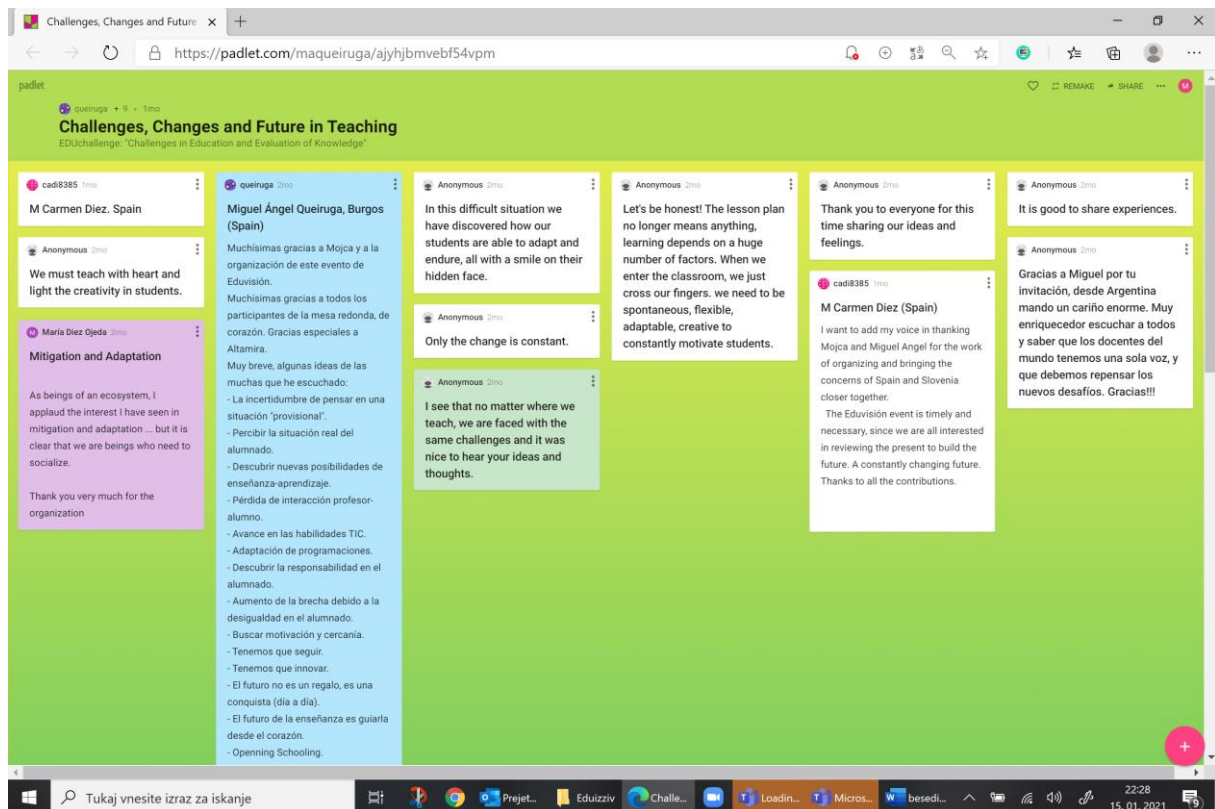 Challenges, Changes and Future
https://padlet.com/maqueiruga/ajyhjbmvebf54vpm
padlet
queiruga + 9 • 1mo
Challenges, Changes and Future in Teaching
EDUchallenge: "Challenges in Education and Evaluation of Knowledge"
REMAKE
SHARE
M
cadi8385 1mo
M Carmen Diez. Spain
Anonymous 2mo
We must teach with heart and
light the creativity in students.
M
María Diez Ojeda 2mo
Mitigation and Adaptation
As beings of an ecosystem, I
applaud the interest I have seen in
mitigation and adaptation ... but it is
clear that we are beings who need to
socialize.
Thank you very much for the
organization
queiruga 2mo
Miguel Ángel Queiruga, Burgos
(Spain)
Muchísimas gracias a Mojca y a la
organización de este evento de
Eduvisión.
Muchísimas gracias a todos los
participantes de la mesa redonda, de
corazón. Gracias especiales a
Altamira.
Muy breve, algunas ideas de las
muchas que he escuchado:
- La incertidumbre de pensar en una
situación "provisional".
- Percibir la situación real del
alumnado.
- Descubrir nuevas posibilidades de
enseñanza-aprendizaje.
- Pérdida de interacción profesor-
alumno.
- Avance en las habilidades TIC.
- Adaptación de programaciones.
- Descubrir la responsabilidad en el
alumnado.
- Aumento de la brecha debido a la
desigualdad en el alumnado.
- Buscar motivación y cercanía.
- Tenemos que seguir.
- Tenemos que innovar.
- El futuro no es un regalo, es una
conquista (día a día).
- El futuro de la enseñanza es guiarla
desde el corazón.
- Openning Schooling.
Anonymous 2mo
In this difficult situation we
have discovered how our
students are able to adapt and
endure, all with a smile on their
hidden face.
Anonymous 2mo
Only the change is constant.
Anonymous 2mo
I see that no matter where we
teach, we are faced with the
same challenges and it was
nice to hear your ideas and
thoughts.
Anonymous 2mo
Let's be honest! The lesson plan
no longer means anything,
learning depends on a huge
number of factors. When we
enter the classroom, we just
cross our fingers. we need to be
spontaneous, flexible,
adaptable, creative to
constantly motivate students.
Anonymous 2mo
Thank you to everyone for this
time sharing our ideas and
feelings.
cadi8385 1mo
M Carmen Diez (Spain)
I want to add my voice in thanking
Mojca and Miguel Angel for the work
of organizing and bringing the
concerns of Spain and Slovenia
closer together.
The Eduvisión event is timely and
necessary, since we are all interested
in reviewing the present to build the
future. A constantly changing future.
Thanks to all the contributions.
Anonymous 2mo
It is good to share experiences.
Anonymous 2mo
Gracias a Miguel por tu
invitación, desde Argentina
mando un cariño enorme. Muy
enriquecedor escuchar a todos
y saber que los docentes del
mundo tenemos una sola voz, y
que debemos repensar los
nuevos desafíos. Gracias!!!
Tukaj vnesite izraz za iskanje
Prejet...
Eduizziv
Challe...
Loadin...
Micros...
besedi...
22:28
15. 01. 2021